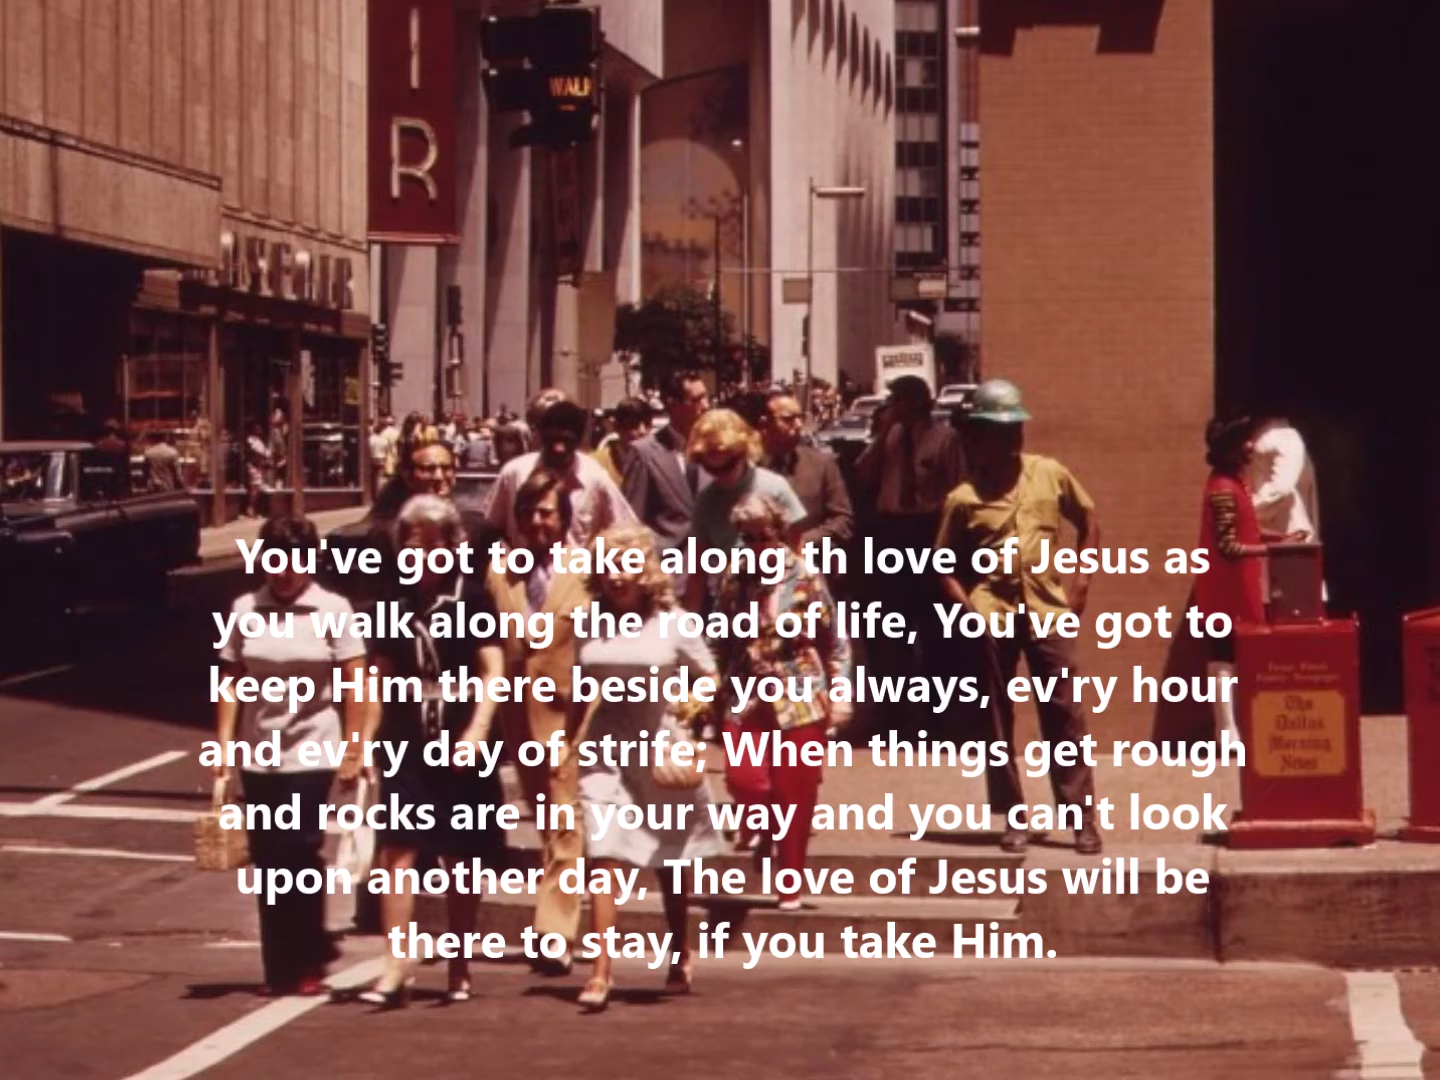 I
R
WALK
You've got to take along th love of Jesus as
you walk along the road of life, You've got to
keep Him there beside you always, ev'ry hour
and ev'ry day of strife; When things get rough
and rocks are in your way and you can't look
upon another day, The love of Jesus will be
there to stay, if you take Him.
The
Dallas
Morning
News